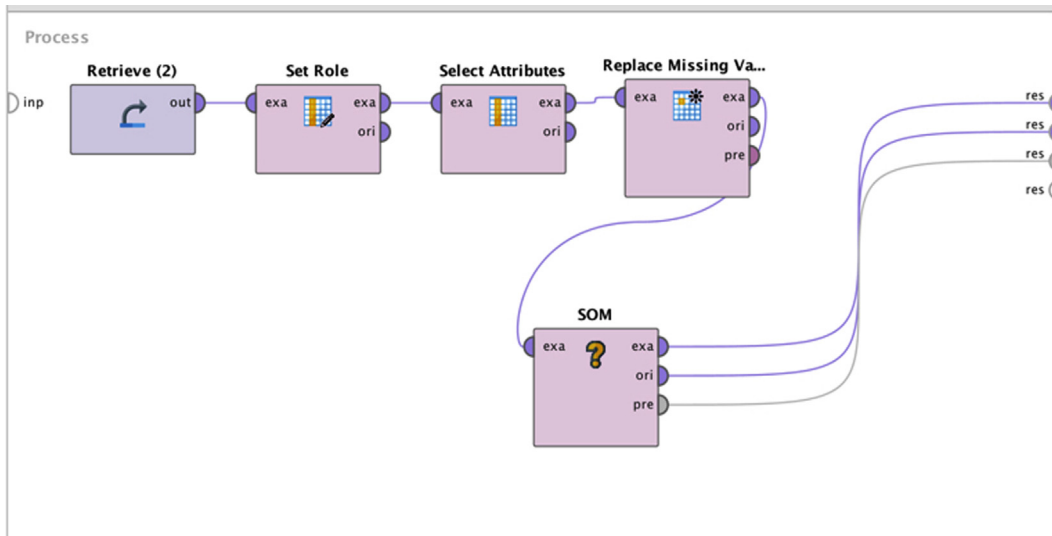 Process
inp
Retrieve (2)
out
Set Role
exa
exa
ori
Select Attributes
exa
exa
ori
Replace Missing Va...
exa
exa
ori
pre
SOM
exa
exa
ori
pre
?
res
res
res
res